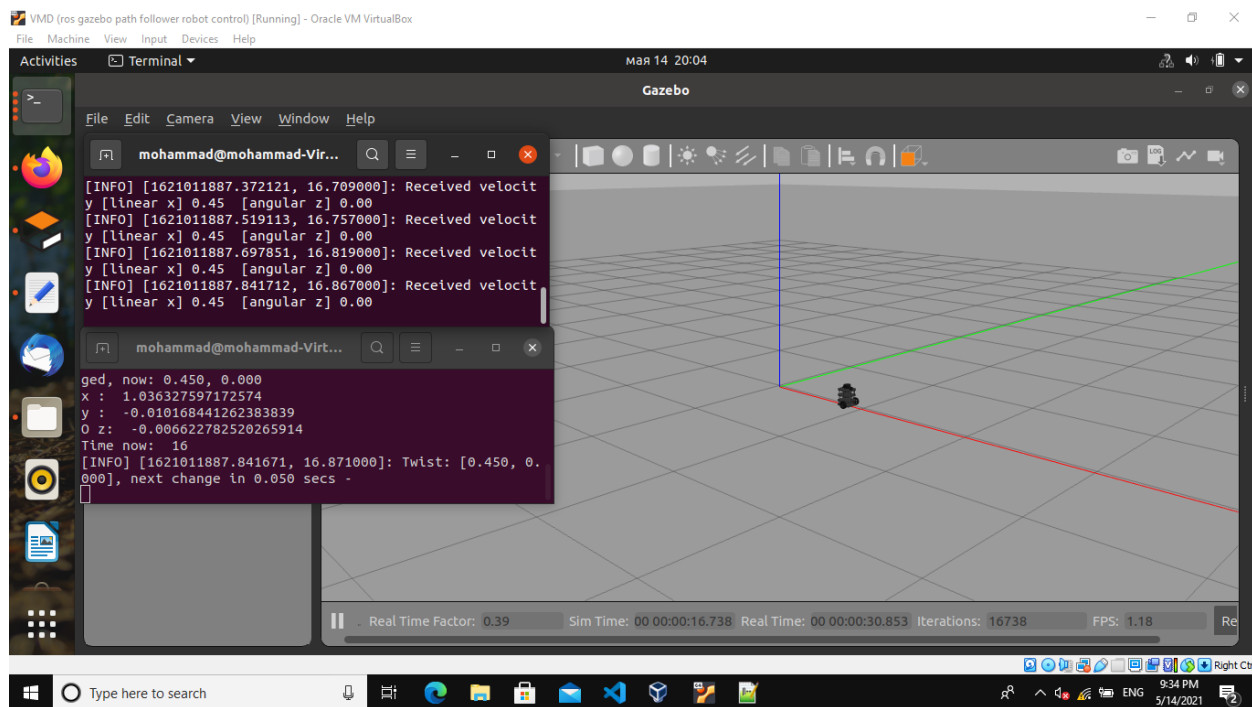 VMD (ros gazebo path follower robot control) [Running] - Oracle VM VirtualBox
File Machine View Input Devices Help
Activities Terminal мая 14 20:04
Gazebo
File Edit Camera View Window Help
mohammad@mohammad-Vir...
[INFO] [1621011887.372121, 16.709000]: Received velocit
y [linear x] 0.45 [angular z] 0.00
[INFO] [1621011887.519113, 16.757000]: Received velocit
y [linear x] 0.45 [angular z] 0.00
[INFO] [1621011887.697851, 16.819000]: Received velocit
y [linear x] 0.45 [angular z] 0.00
[INFO] [1621011887.841712, 16.867000]: Received velocit
y [linear x] 0.45 [angular z] 0.00
mohammad@mohammad-Virt...
ged, now: 0.450, 0.000
x : 1.036327597172574
y : -0.010168441262383839
O z: -0.006622782520265914
Time now: 16
[INFO] [1621011887.841671, 16.871000]: Twist: [0.450, 0.
000], next change in 0.050 secs -
LOG
Real Time Factor: 0.39 Sim Time: 00 00:00:16.738 Real Time: 00 00:00:30.853 Iterations: 16738 FPS: 1.18 Re
Right Ct
Type here to search
ENG
9:34 PM
5/14/2021
2